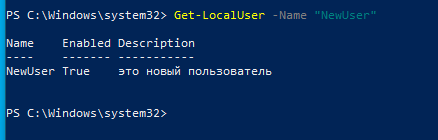 PS C:\Windows\system32> Get-LocalUser -Name "NewUser"
Name    Enabled Description
----    ------- -----------
NewUser True    это новый пользователь
PS C:\Windows\system32>